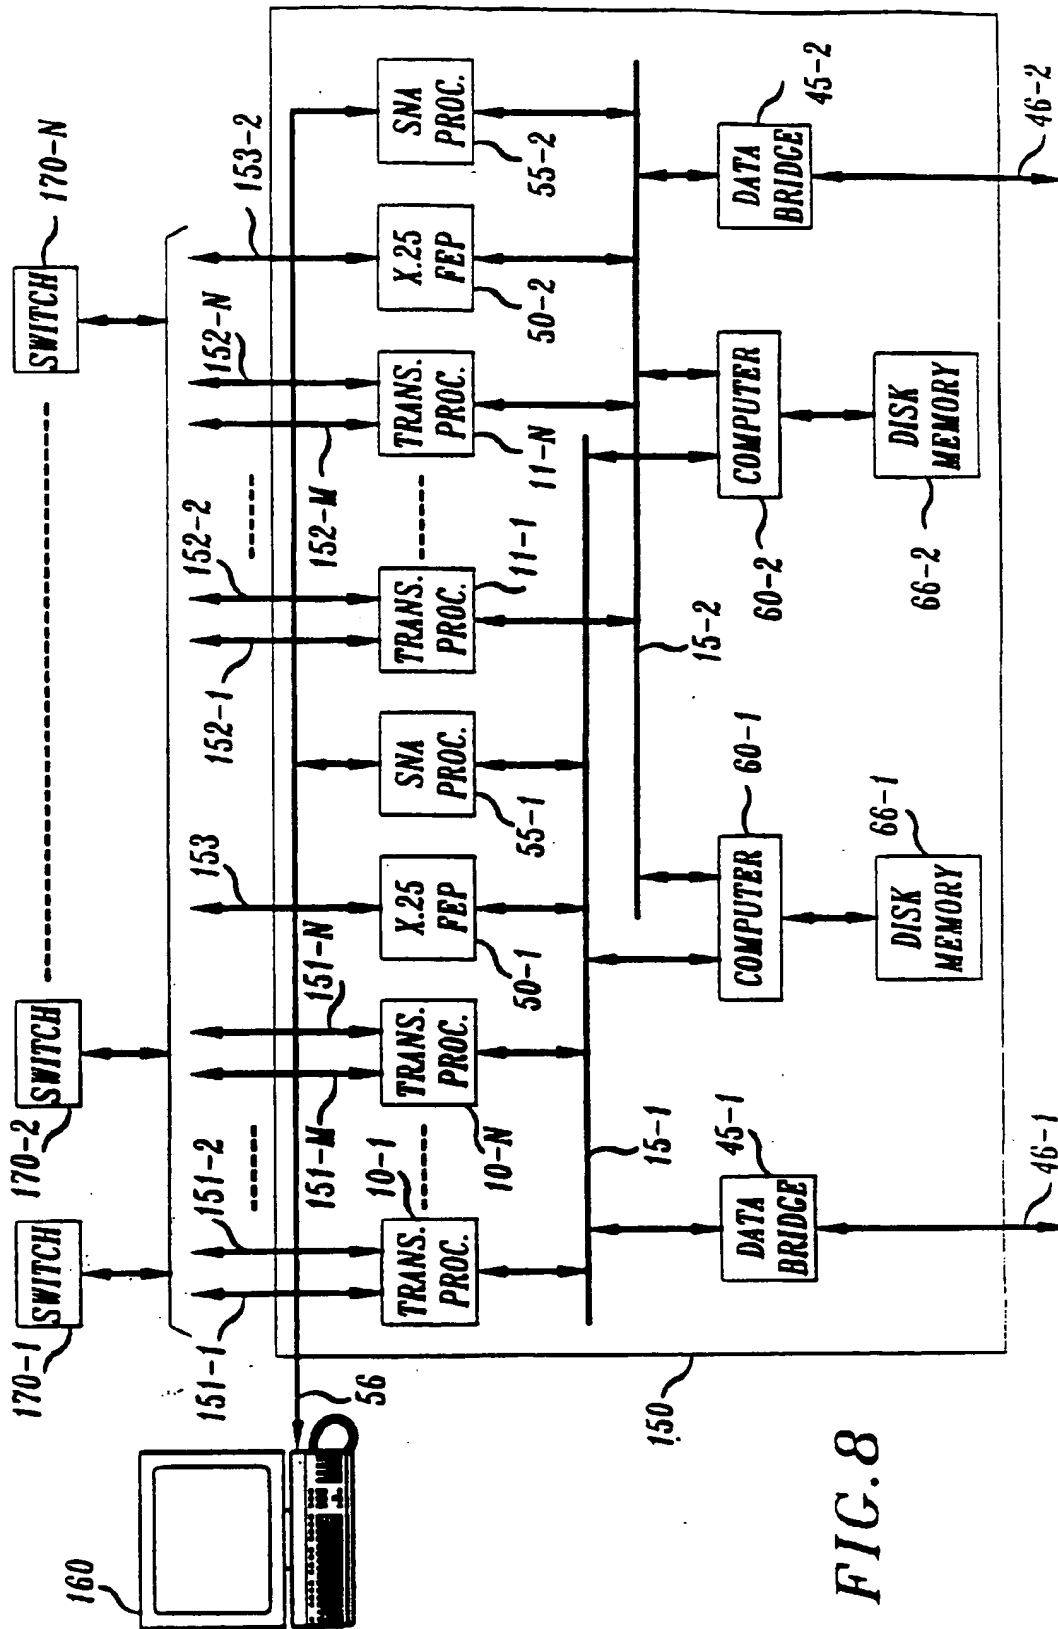 160
170-1
SWITCH
170-2
SWITCH
SWITCH
170-N
56
151-1
151-2
151-M
151-N
153
152-1
152-2
152-M
152-N
153-2
10-1
TRANS.
PROC.
10-N
TRANS.
PROC.
50-1
X.25
FEP
55-1
SNA
PROC.
11-1
TRANS.
PROC.
11-N
TRANS.
PROC.
50-2
X.25
FEP
55-2
SNA
PROC.
15-1
15-2
45-1
DATA
BRIDGE
60-1
COMPUTER
60-2
COMPUTER
45-2
DATA
BRIDGE
66-1
DISK
MEMORY
66-2
DISK
MEMORY
46-1
46-2
150
FIG.8